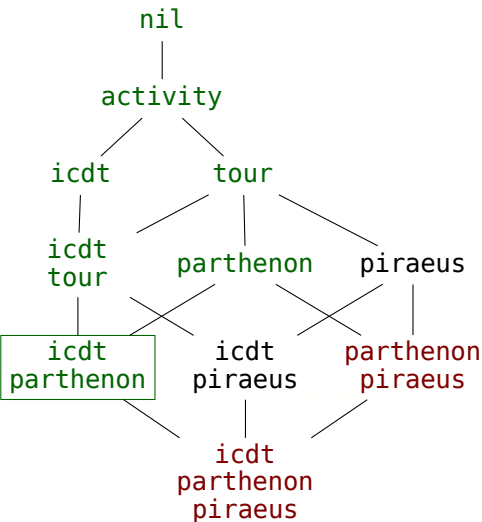 nil
activity
icdt
tour
icdt
tour
parthenon
piraeus
icdt
parthenon
icdt
piraeus
parthenon
piraeus
icdt
parthenon
piraeus